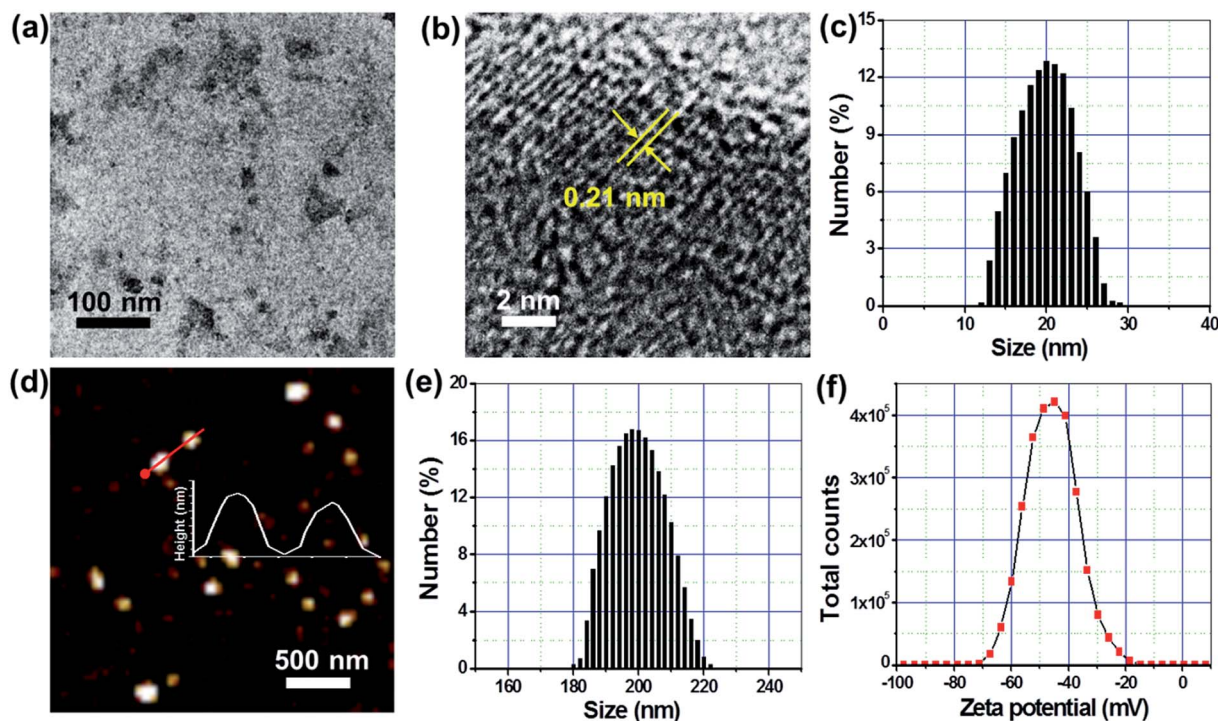 (a)
100 nm
(b)
0.21 nm
2 nm
(c)
Number (%)
15
12
9
6
3
0
0
10
20
30
40
Size (nm)
(d)
Height (nm)
500 nm
(e)
Number (%)
20
16
12
8
4
0
160
180
200
220
240
Size (nm)
(f)
Total counts
4x10⁵
3x10⁵
2x10⁵
1x10⁵
0
-100
-80
-60
-40
-20
0
Zeta potential (mV)